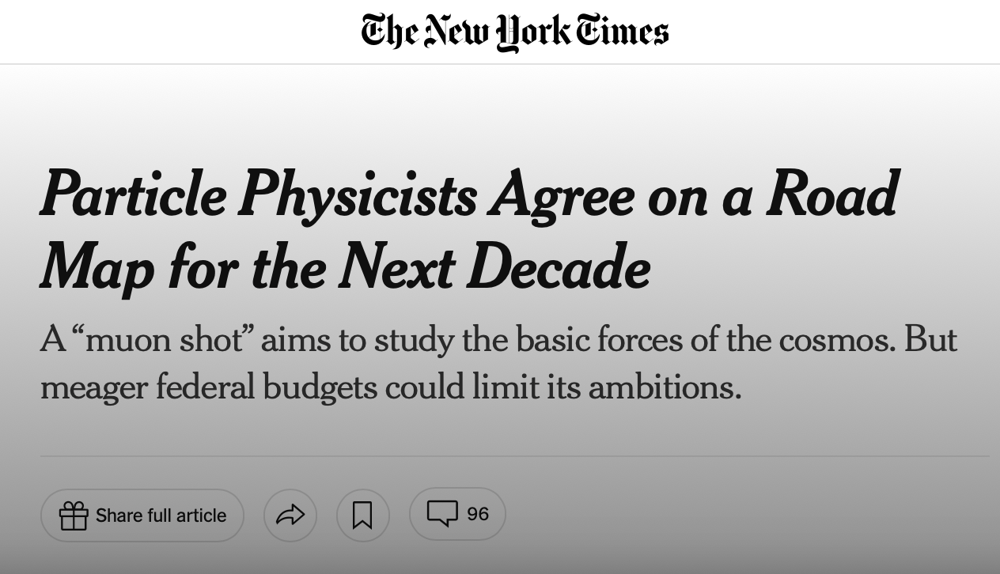 The New York Times
Particle Physicists Agree on a Road
Map for the Next Decade
A “muon shot” aims to study the basic forces of the cosmos. But
meager federal budgets could limit its ambitions.
Share full article
96